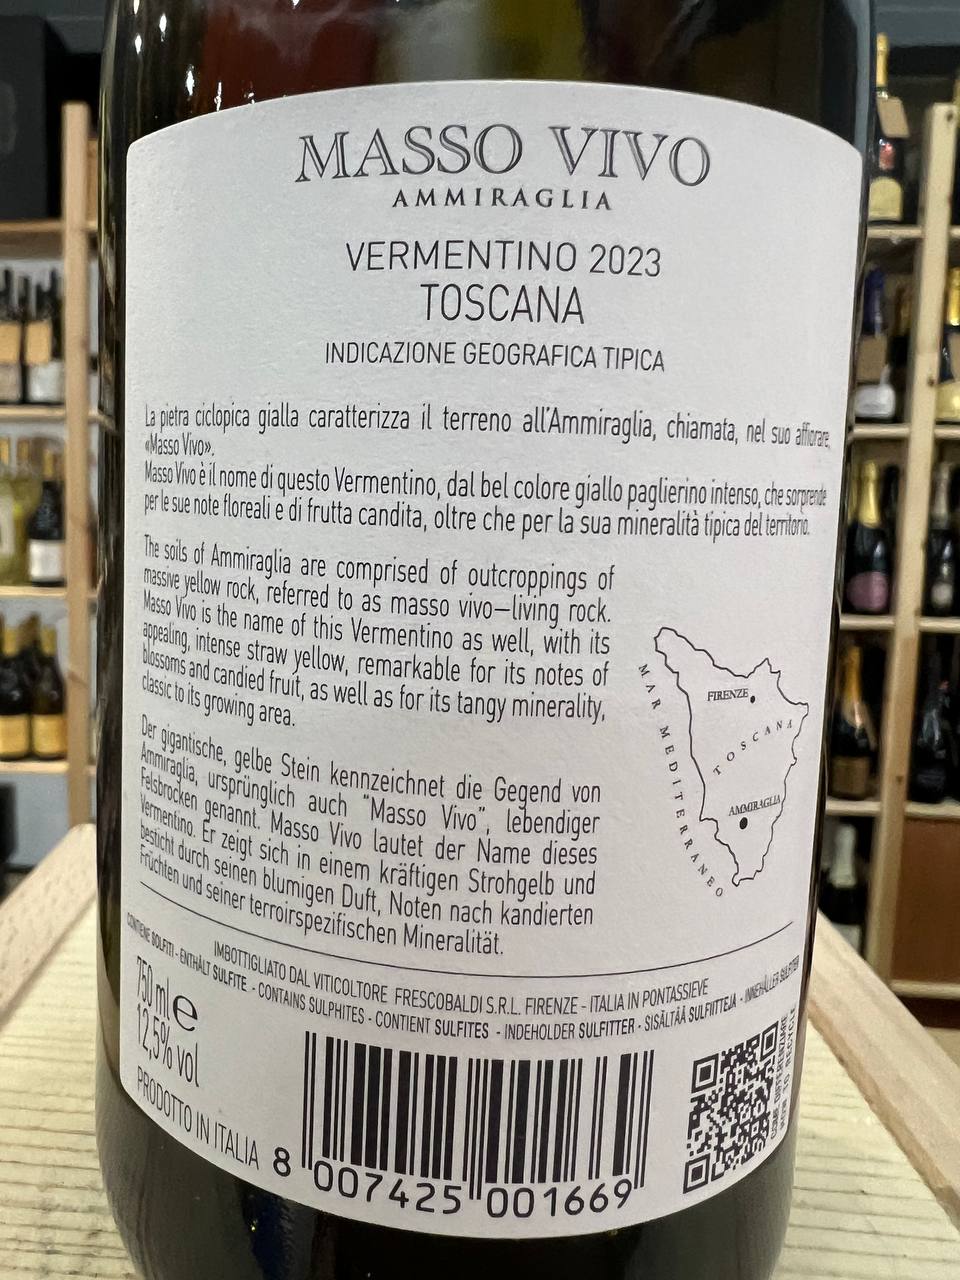 MASSO VIVO
AMMIRAGLIA
VERMENTINO 2023
TOSCANA
INDICAZIONE GEOGRAFICA TIPICA
La pietra ciclopica gialla caratterizza il terreno all'Ammiraglia, chiamata, nel suo affiorare,
«Masso Vivo».
Masso Vivo è il nome di questo Vermentino, dal bel colore giallo paglierino intenso, che sorprende
per le sue note floreali e di frutta candita, oltre che per la sua mineralità tipica del territorio.
The soils of Ammiraglia are comprised of outcroppings of
massive yellow rock, referred to as masso vivo—living rock.
Masso Vivo is the name of this Vermentino as well, with its
appealing, intense straw yellow, remarkable for its notes of
blossoms and candied fruit, as well as for its tangy minerality,
classic to its growing area.
Der gigantische, gelbe Stein kennzeichnet die Gegend von
Ammiraglia, ursprünglich auch "Masso Vivo", lebendiger
Felsbrocken genannt. Masso Vivo lautet der Name dieses
Vermentino. Er zeigt sich in einem kräftigen Strohgelb und
besticht durch seinen blumigen Duft, Noten nach kandierten
Früchten und seiner terroirspezifischen Mineralität.
FIRENZE
TOSCANA
AMMIRAGLIA
MAR MEDITERRANEO
IMBOTTIGLIATO DAL VITICOLTORE FRESCOBALDI S.R.L. FIRENZE - ITALIA IN PONTASSIEVE
CONTIENE SOLFITI - ENTHÄLT SULFITE - CONTAINS SULPHITES - CONTIENT SULFITES - INDEHOLDER SULFITTER - SISÄLTÄÄ SULFIITTEJA - INNEHÅLLER SULFITER
750 ml e
12,5% vol
PRODOTTO IN ITALIA
8 007425 001669
COME DIFFERENZIARE
HOW TO RECYCLE